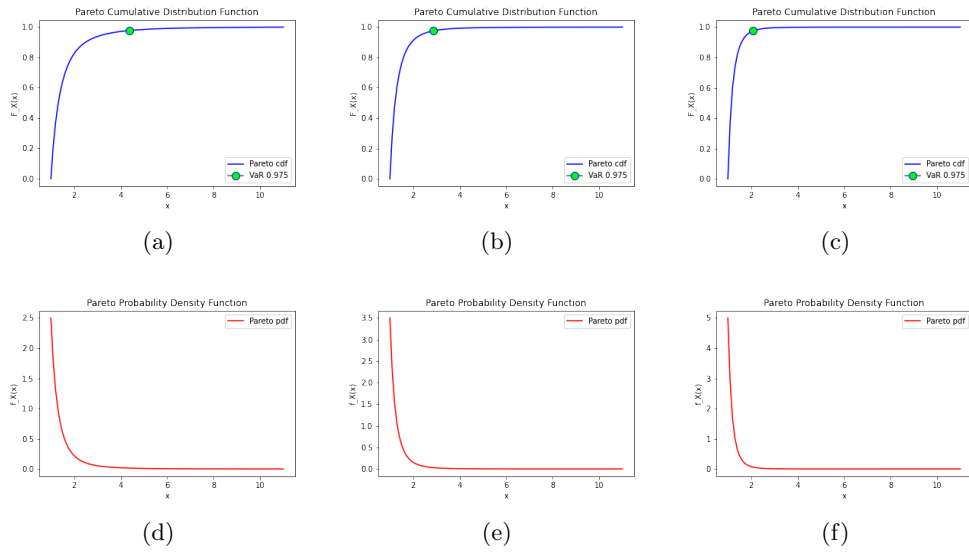 Pareto Cumulative Distribution Function
1.0
0.8
0.6
0.4
0.2
0.0
F_X(x)
Pareto cdf
VaR 0.975
2 4 6 8 10
x
(a)
Pareto Cumulative Distribution Function
1.0
0.8
0.6
0.4
0.2
0.0
F_X(x)
Pareto cdf
VaR 0.975
2 4 6 8 10
x
(b)
Pareto Cumulative Distribution Function
1.0
0.8
0.6
0.4
0.2
0.0
F_X(x)
Pareto cdf
VaR 0.975
2 4 6 8 10
x
(c)
Pareto Probability Density Function
Pareto pdf
2.5
2.0
1.5
1.0
0.5
0.0
f_X(x)
2 4 6 8 10
x
(d)
Pareto Probability Density Function
Pareto pdf
3.5
3.0
2.5
2.0
1.5
1.0
0.5
0.0
f_X(x)
2 4 6 8 10
x
(e)
Pareto Probability Density Function
Pareto pdf
5
4
3
2
1
0
f_X(x)
2 4 6 8 10
x
(f)